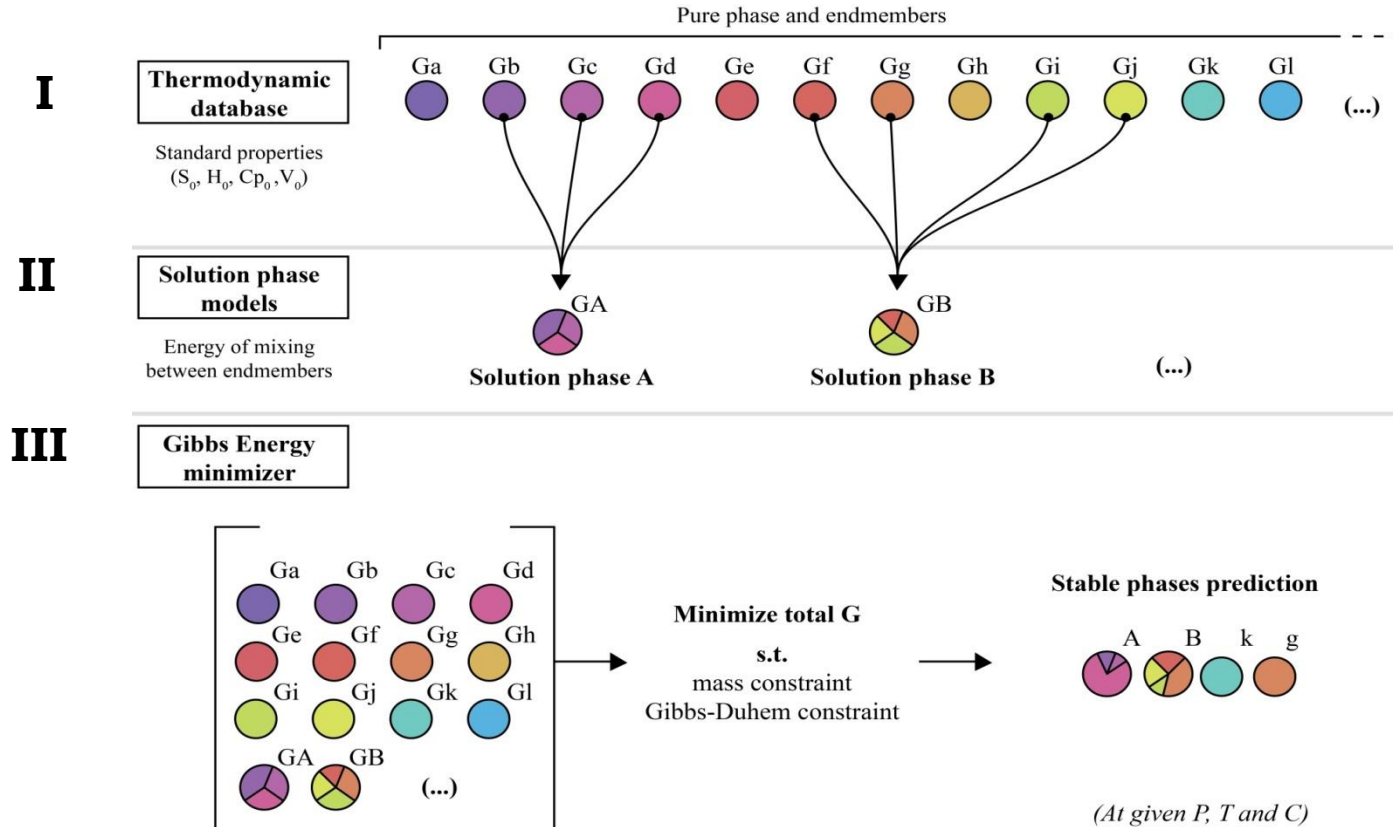 Pure phase and endmembers
I
Thermodynamic
database
Ga Gb Gc Gd Ge Gf Gg Gh Gi Gj Gk Gl
(...)
Standard properties
(S₀, H₀, Cp₀ ,V₀)
II
Solution phase
models
GA GB
Energy of mixing
between endmembers
Solution phase A Solution phase B (...)
III
Gibbs Energy
minimizer
Ga Gb Gc Gd
Ge Gf Gg Gh
Gi Gj Gk Gl
GA GB (...)
Minimize total G
s.t.
mass constraint
Gibbs-Duhem constraint
Stable phases prediction
A B k g
(At given P, T and C)